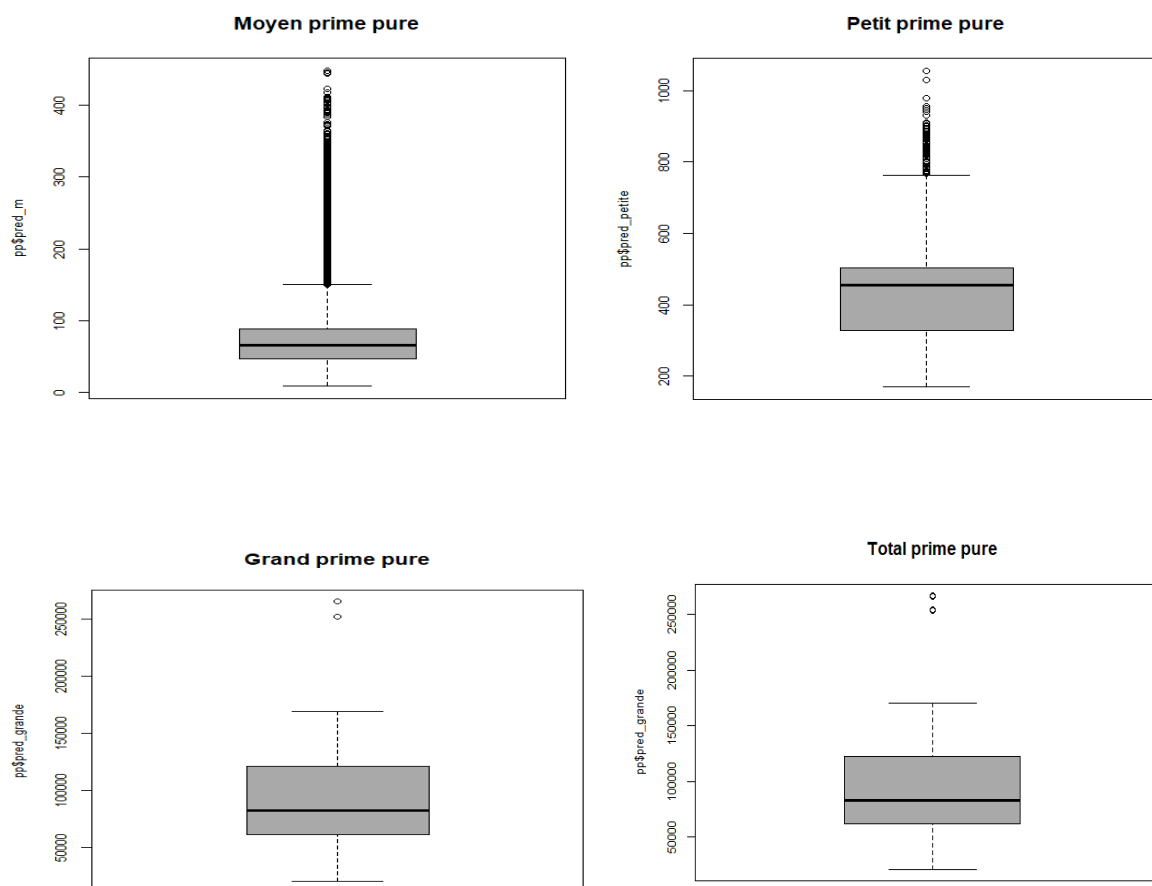 Moyen prime pure
pp$pred_m
400
300
200
100
0
Petit prime pure
pp$pred_petite
1000
800
600
400
200
Grand prime pure
pp$pred_grande
250000
200000
150000
100000
50000
Total prime pure
pp$pred_grande
250000
200000
150000
100000
50000